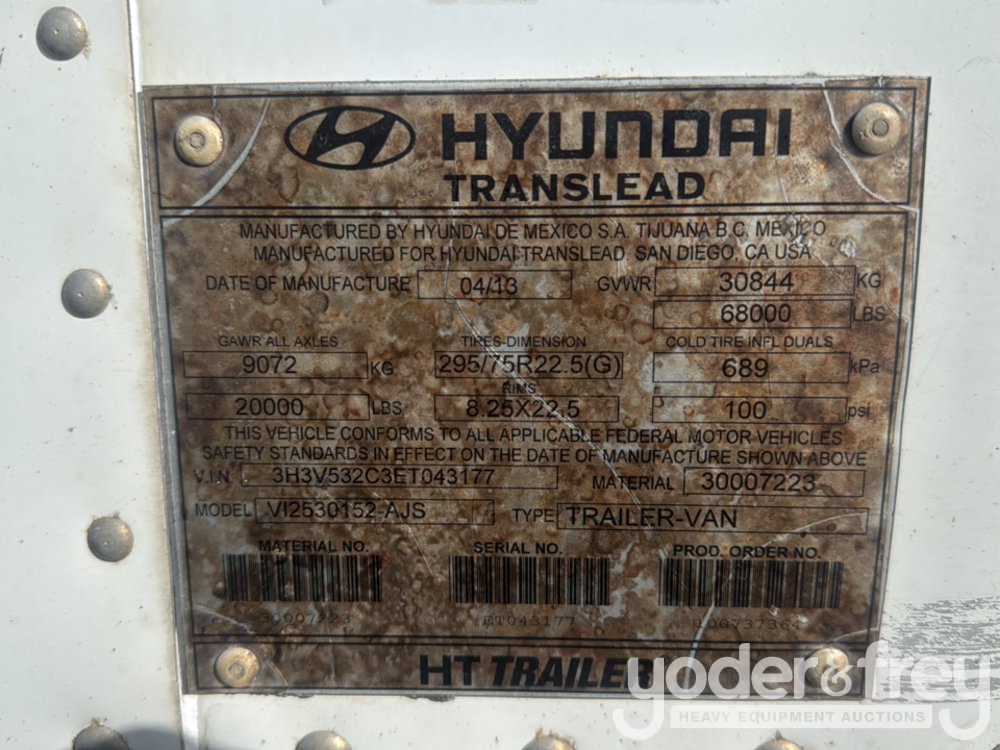 HYUNDAI
TRANSLEAD
MANUFACTURED BY HYUNDAI DE MEXICO S.A. TIJUANA B.C. MEXICO
MANUFACTURED FOR HYUNDAI TRANSLEAD, SAN DIEGO, CA USA
DATE OF MANUFACTURE 04/13 GVWR 30844 KG
68000 LBS
GAWR ALL AXLES TIRES-DIMENSION COLD TIRE INFL DUALS
9072 KG 295/75R22.5(G) 689 kPa
RIMS
20000 LBS 8.25X22.5 100 psi
THIS VEHICLE CONFORMS TO ALL APPLICABLE FEDERAL MOTOR VEHICLES
SAFETY STANDARDS IN EFFECT ON THE DATE OF MANUFACTURE SHOWN ABOVE
V.I.N. 3H3V532C3ET043177 MATERIAL 30007223
MODEL VI2530152-AJS TYPE TRAILER-VAN
MATERIAL NO. SERIAL NO. PROD. ORDER NO.
30007223 ET043177 100737364
HT TRAILER
yoder&frey
HEAVY EQUIPMENT AUCTIONS